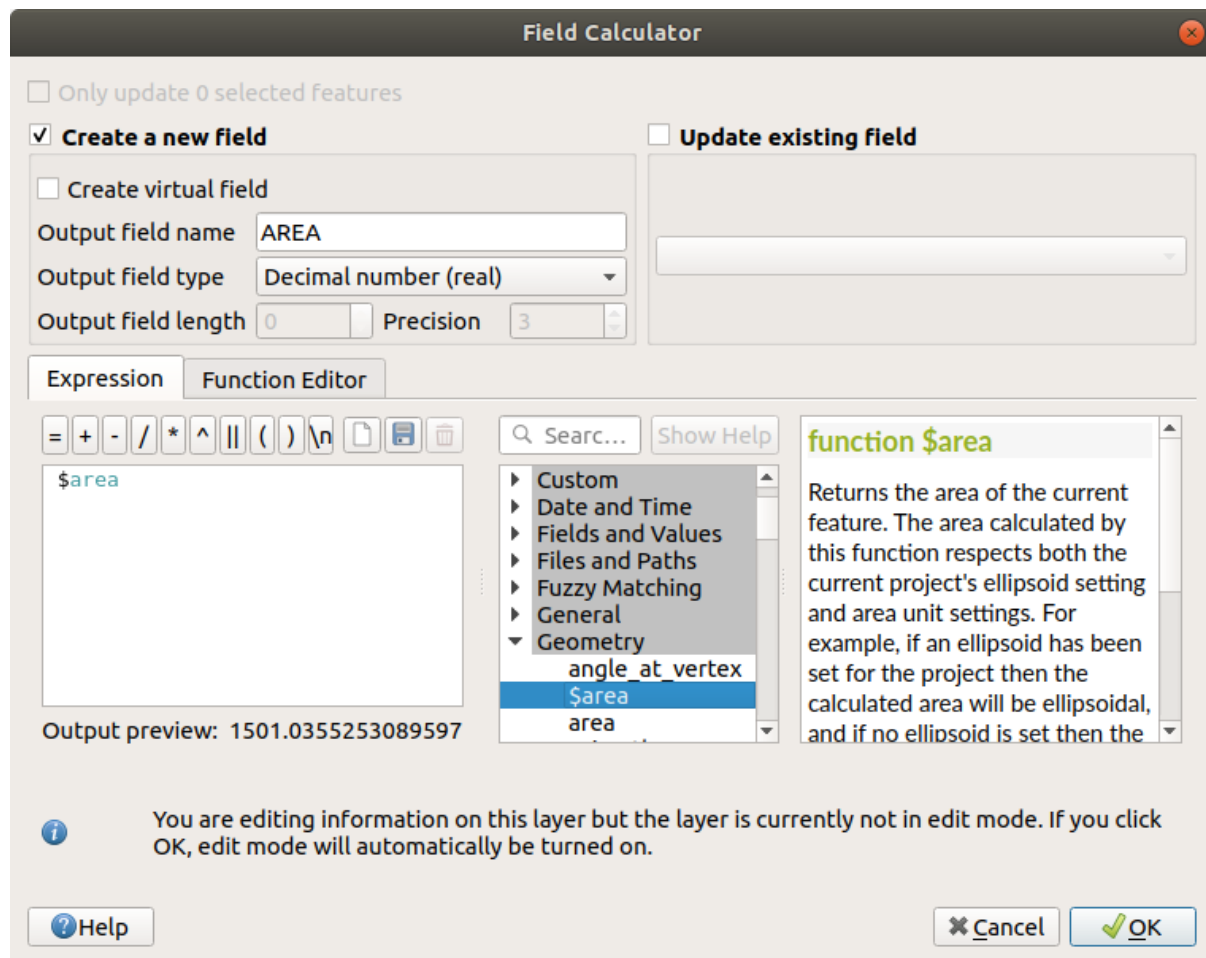 Field Calculator
Only update 0 selected features
Create a new field
Update existing field
Create virtual field
Output field name AREA
Output field type Decimal number (real)
Output field length 0 Precision 3
Expression Function Editor
= + - / * ^ || ( ) \n
Searc... Show Help
$area
Custom
Date and Time
Fields and Values
Files and Paths
Fuzzy Matching
General
Geometry
angle_at_vertex
$area
area
function $area
Returns the area of the current
feature. The area calculated by
this function respects both the
current project's ellipsoid setting
and area unit settings. For
example, if an ellipsoid has been
set for the project then the
calculated area will be ellipsoidal,
and if no ellipsoid is set then the
Output preview: 1501.0355253089597
You are editing information on this layer but the layer is currently not in edit mode. If you click
OK, edit mode will automatically be turned on.
Help
Cancel
OK